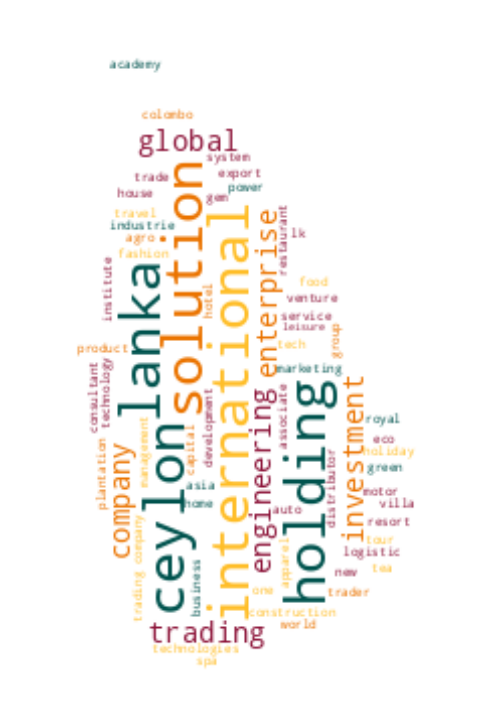 academy
colombo
global
system
trade
export
power
house
gem
travel
industrie
agro
fashion
solution
international
enterprise
restaurant
lk
lanka
institute
hotel
food
venture
service
leisure
tech
group
product
marketing
consultant
technology
development
engineering
associate
holding
investment
royal
eco
holiday
green
company
management
capital
ceylon
plantation
asia
home
distributor
motor
villa
auto
resort
tour
logistic
trading company
business
apparel
new
tea
one
trader
construction
world
trading
technologies
spa